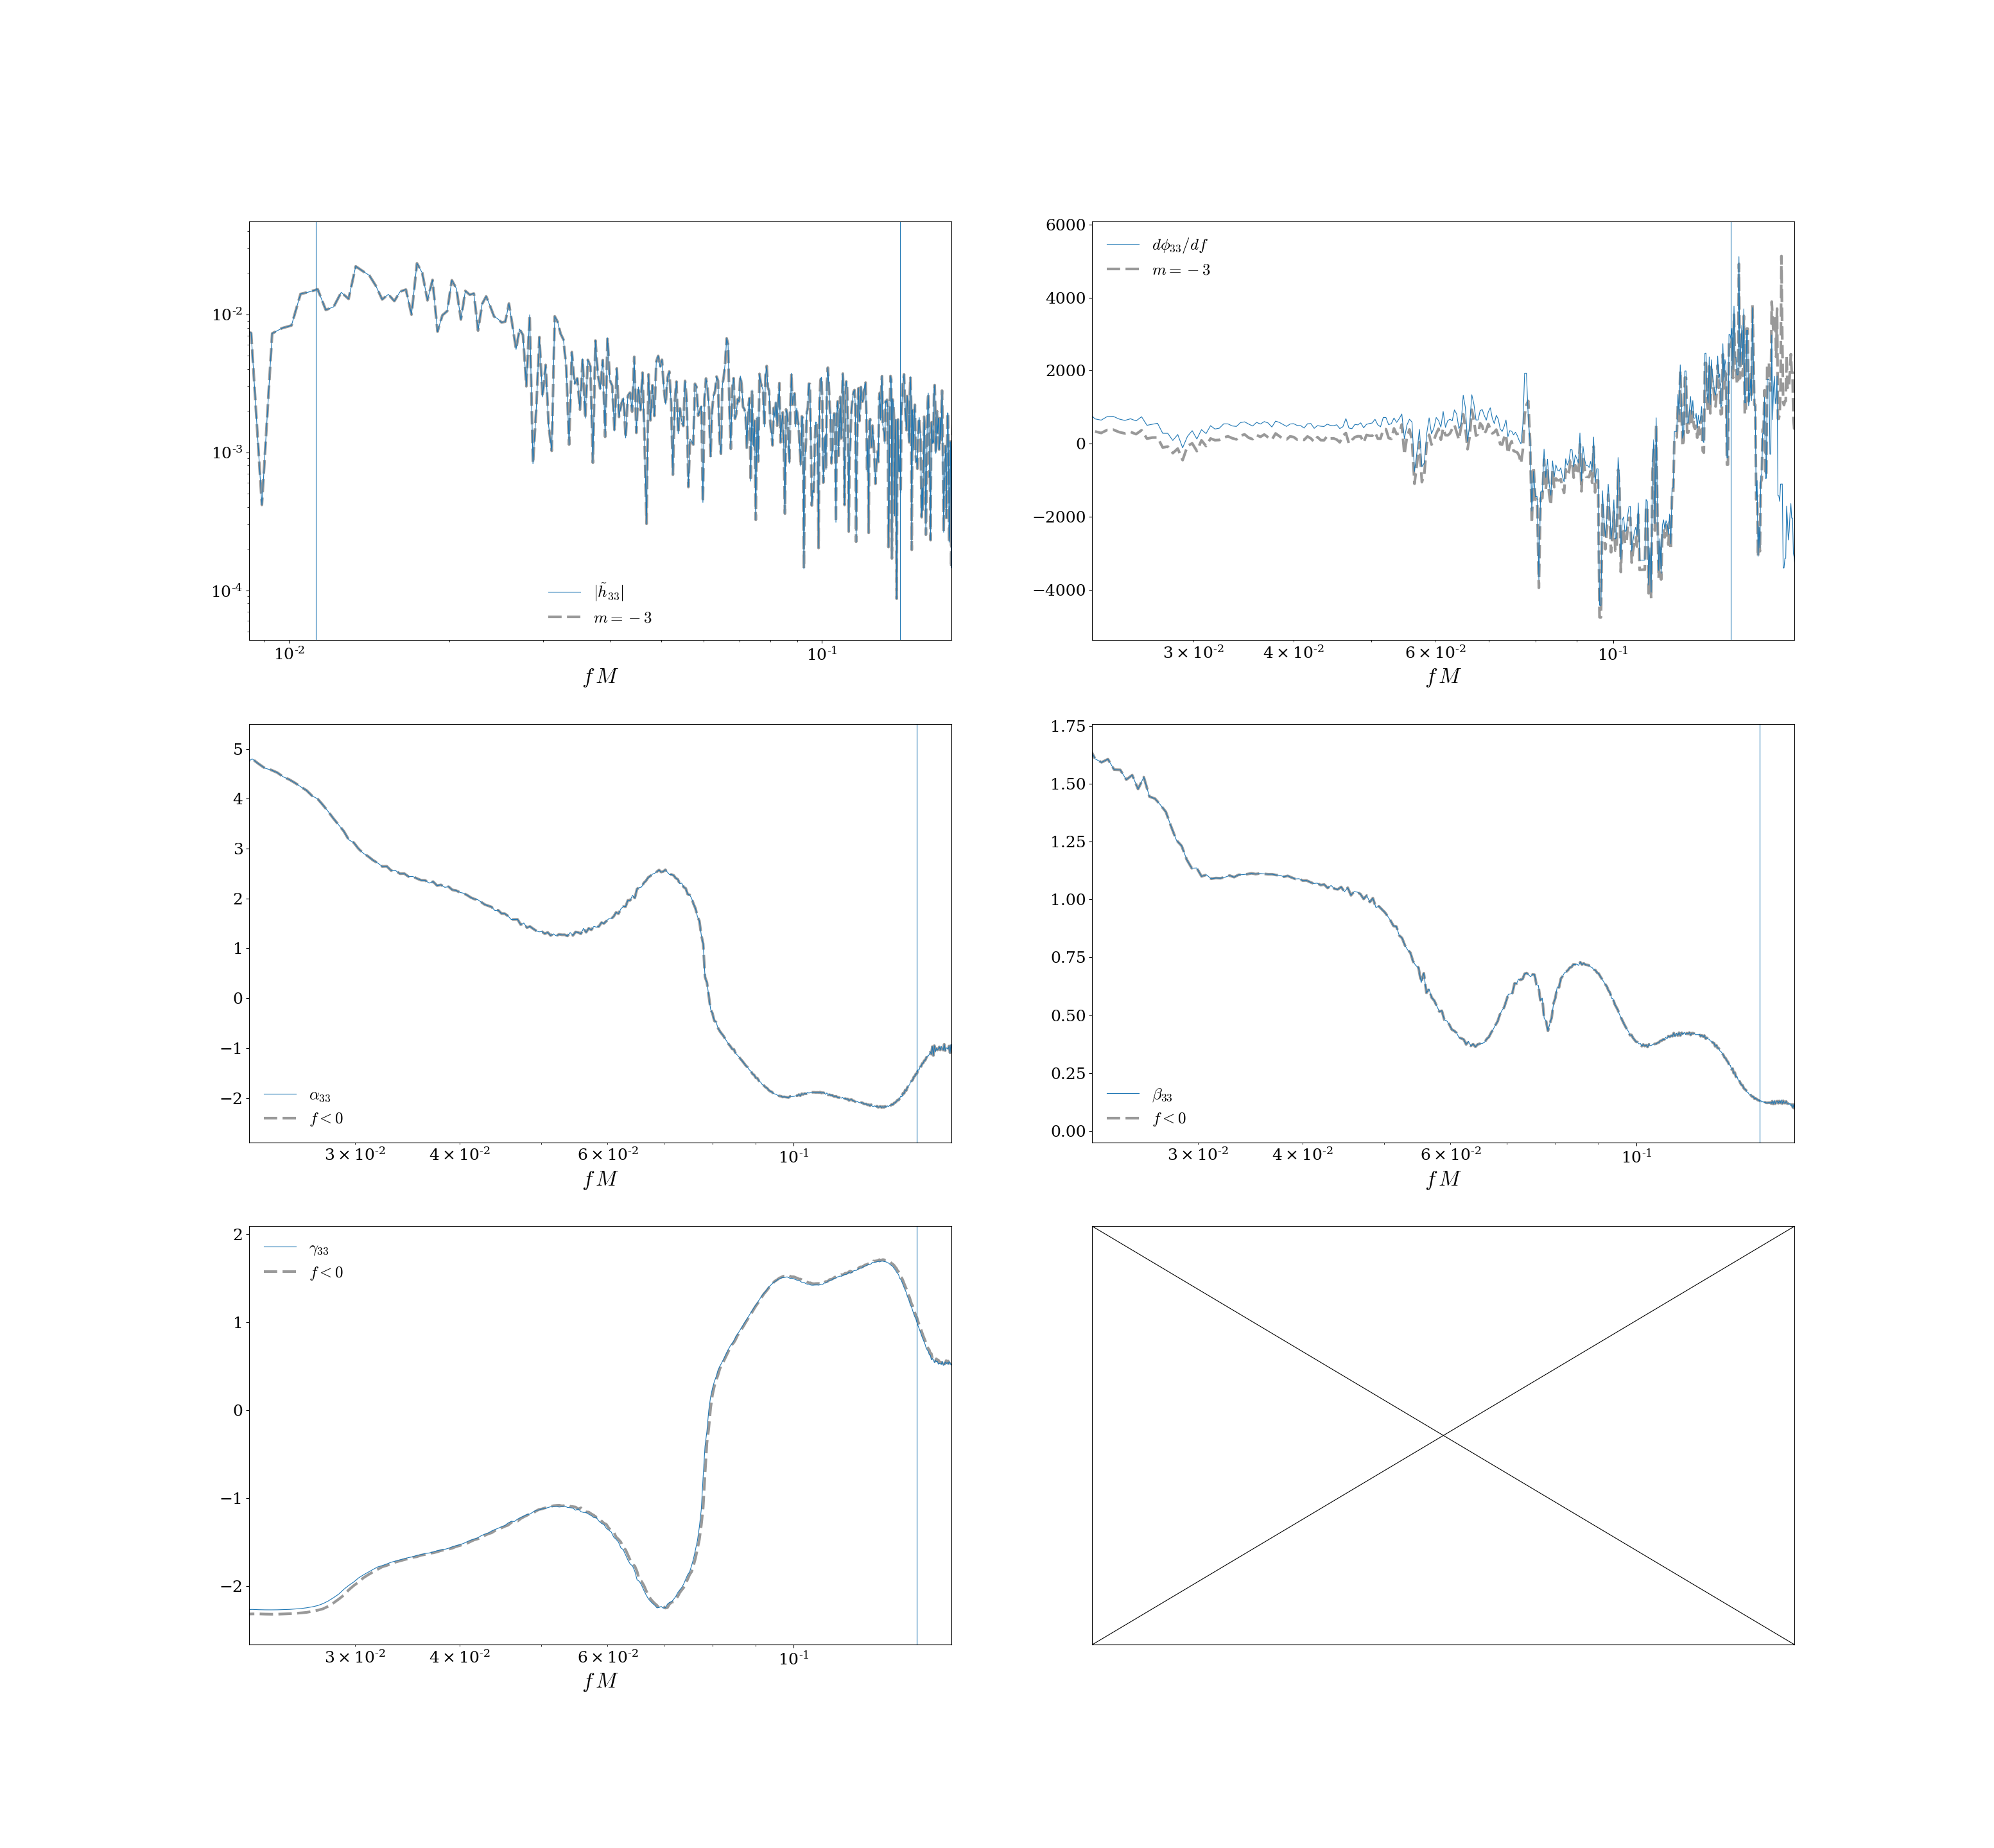 10⁻²
10⁻³
10⁻⁴
|h̃₃₃|
m = −3
10⁻²
10⁻¹
fM
6000
4000
2000
0
−2000
−4000
dϕ₃₃/df
m = −3
3 × 10⁻²
4 × 10⁻²
6 × 10⁻²
10⁻¹
fM
5
4
3
2
1
0
−1
−2
α₃₃
f < 0
3 × 10⁻²
4 × 10⁻²
6 × 10⁻²
10⁻¹
fM
1.75
1.50
1.25
1.00
0.75
0.50
0.25
0.00
β₃₃
f < 0
3 × 10⁻²
4 × 10⁻²
6 × 10⁻²
10⁻¹
fM
2
1
0
−1
−2
γ₃₃
f < 0
3 × 10⁻²
4 × 10⁻²
6 × 10⁻²
10⁻¹
fM